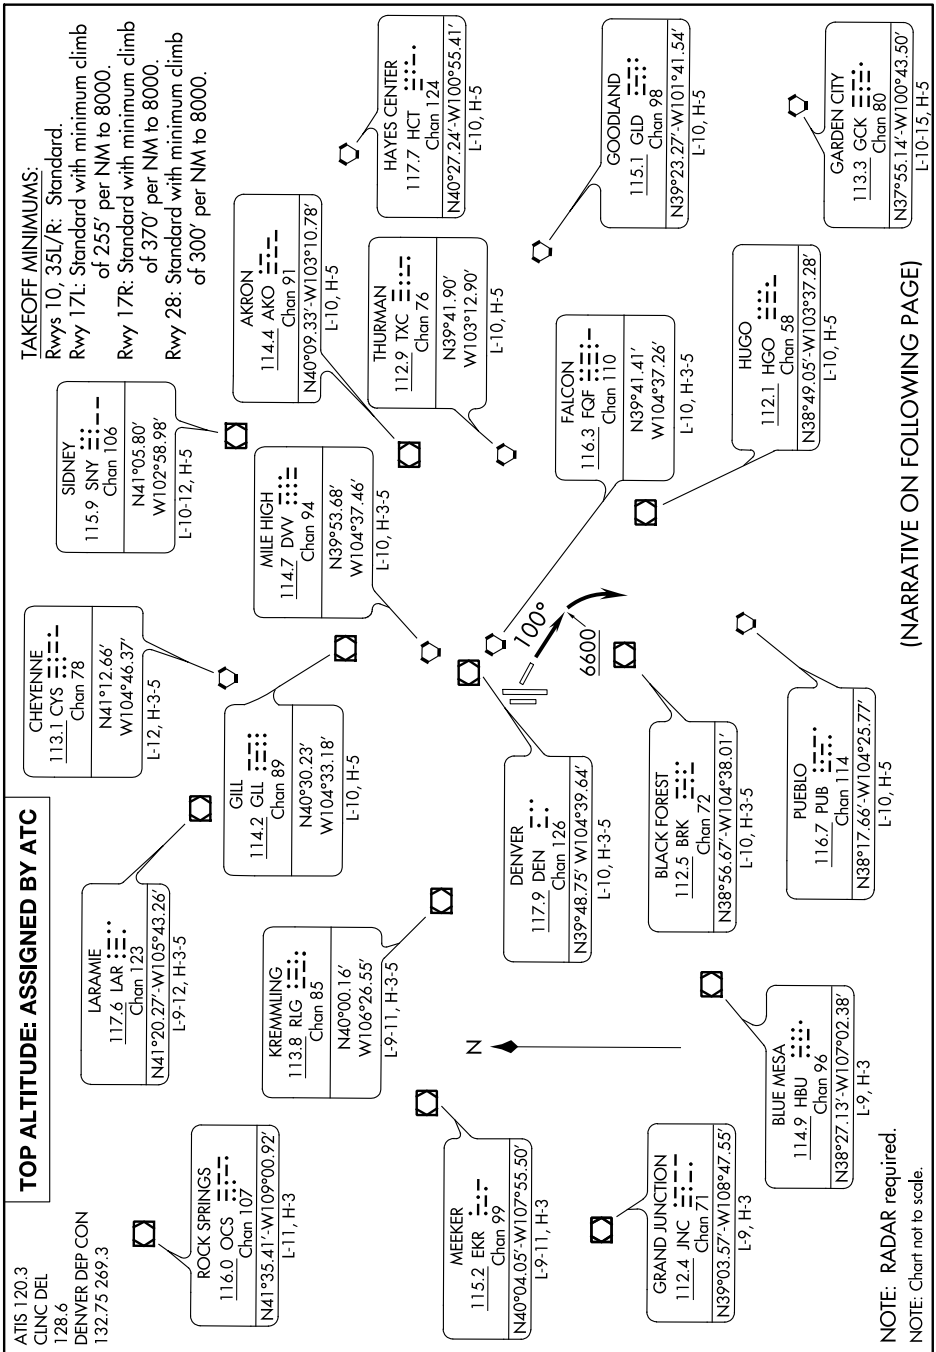 TOP ALTITUDE: ASSIGNED BY ATC
ATIS 120.3
CLNC DEL
128.6
DENVER DEP CON
132.75 269.3
TAKEOFF MINIMUMS:
Rwys 10, 35L/R: Standard.
Rwy 17L: Standard with minimum climb
of 255' per NM to 8000.
Rwy 17R: Standard with minimum climb
of 370' per NM to 8000.
Rwy 28: Standard with minimum climb
of 300' per NM to 8000.
ROCK SPRINGS
116.0 OCS
Chan 107
N41°35.41'-W109°00.92'
L-11, H-3
LARAMIE
117.6 LAR
Chan 123
N41°20.27'-W105°43.26'
L-9-12, H-3-5
CHEYENNE
113.1 CYS
Chan 78
N41°12.66'
W104°46.37'
L-12, H-3-5
SIDNEY
115.9 SNY
Chan 106
N41°05.80'
W102°58.98'
L-10-12, H-5
GILL
114.2 GLL
Chan 89
N40°30.23'
W104°33.18'
L-10, H-5
AKRON
114.4 AKO
Chan 91
N40°09.33'-W103°10.78'
L-10, H-5
HAYES CENTER
117.7 HCT
Chan 124
N40°27.24'-W100°55.41'
L-10, H-5
KREMMLING
113.8 RLG
Chan 85
N40°00.16'
W106°26.55'
L-9-11, H-3-5
MILE HIGH
114.7 DVV
Chan 94
N39°53.68'
W104°37.46'
L-10, H-3-5
THURMAN
112.9 TXC
Chan 76
N39°41.90'
W103°12.90'
L-10, H-5
MEEKER
115.2 EKR
Chan 99
N40°04.05'-W107°55.50'
L-9-11, H-3
N
DENVER
117.9 DEN
Chan 126
N39°48.75' W104°39.64'
L-10, H-3-5
100°
6600
FALCON
116.3 FQF
Chan 110
N39°41.41'
W104°37.26'
L-10, H-3-5
GOODLAND
115.1 GLD
Chan 98
N39°23.27'-W101°41.54'
L-10, H-5
GRAND JUNCTION
112.4 JNC
Chan 71
N39°03.57'-W108°47.55'
L-9, H-3
BLACK FOREST
112.5 BRK
Chan 72
N38°56.67'-W104°38.01'
L-10, H-3-5
HUGO
112.1 HGO
Chan 58
N38°49.05'-W103°37.28'
L-10, H-5
BLUE MESA
114.9 HBU
Chan 96
N38°27.13'-W107°02.38'
L-9, H-3
PUEBLO
116.7 PUB
Chan 114
N38°17.66'-W104°25.77'
L-10, H-5
GARDEN CITY
113.3 GCK
Chan 80
N37°55.14'-W100°43.50'
L-10-15, H-5
NOTE: RADAR required.
NOTE: Chart not to scale.
(NARRATIVE ON FOLLOWING PAGE)